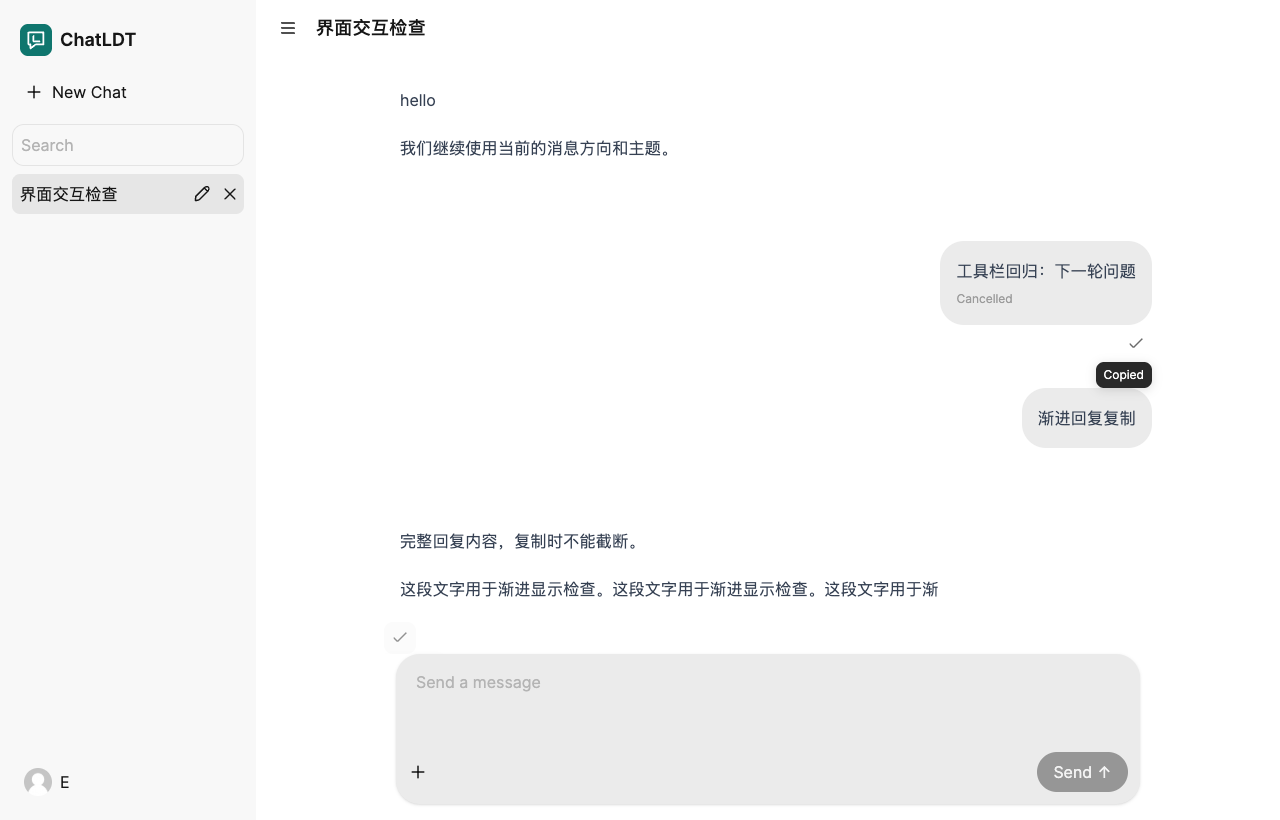 ChatLDT
New Chat
Search
界面交互检查
E
界面交互检查
hello
我们继续使用当前的消息方向和主题。
工具栏回归：下一轮问题
Cancelled
Copied
渐进回复复制
完整回复内容，复制时不能截断。
这段文字用于渐进显示检查。这段文字用于渐进显示检查。这段文字用于渐
Send a message
Send ↑